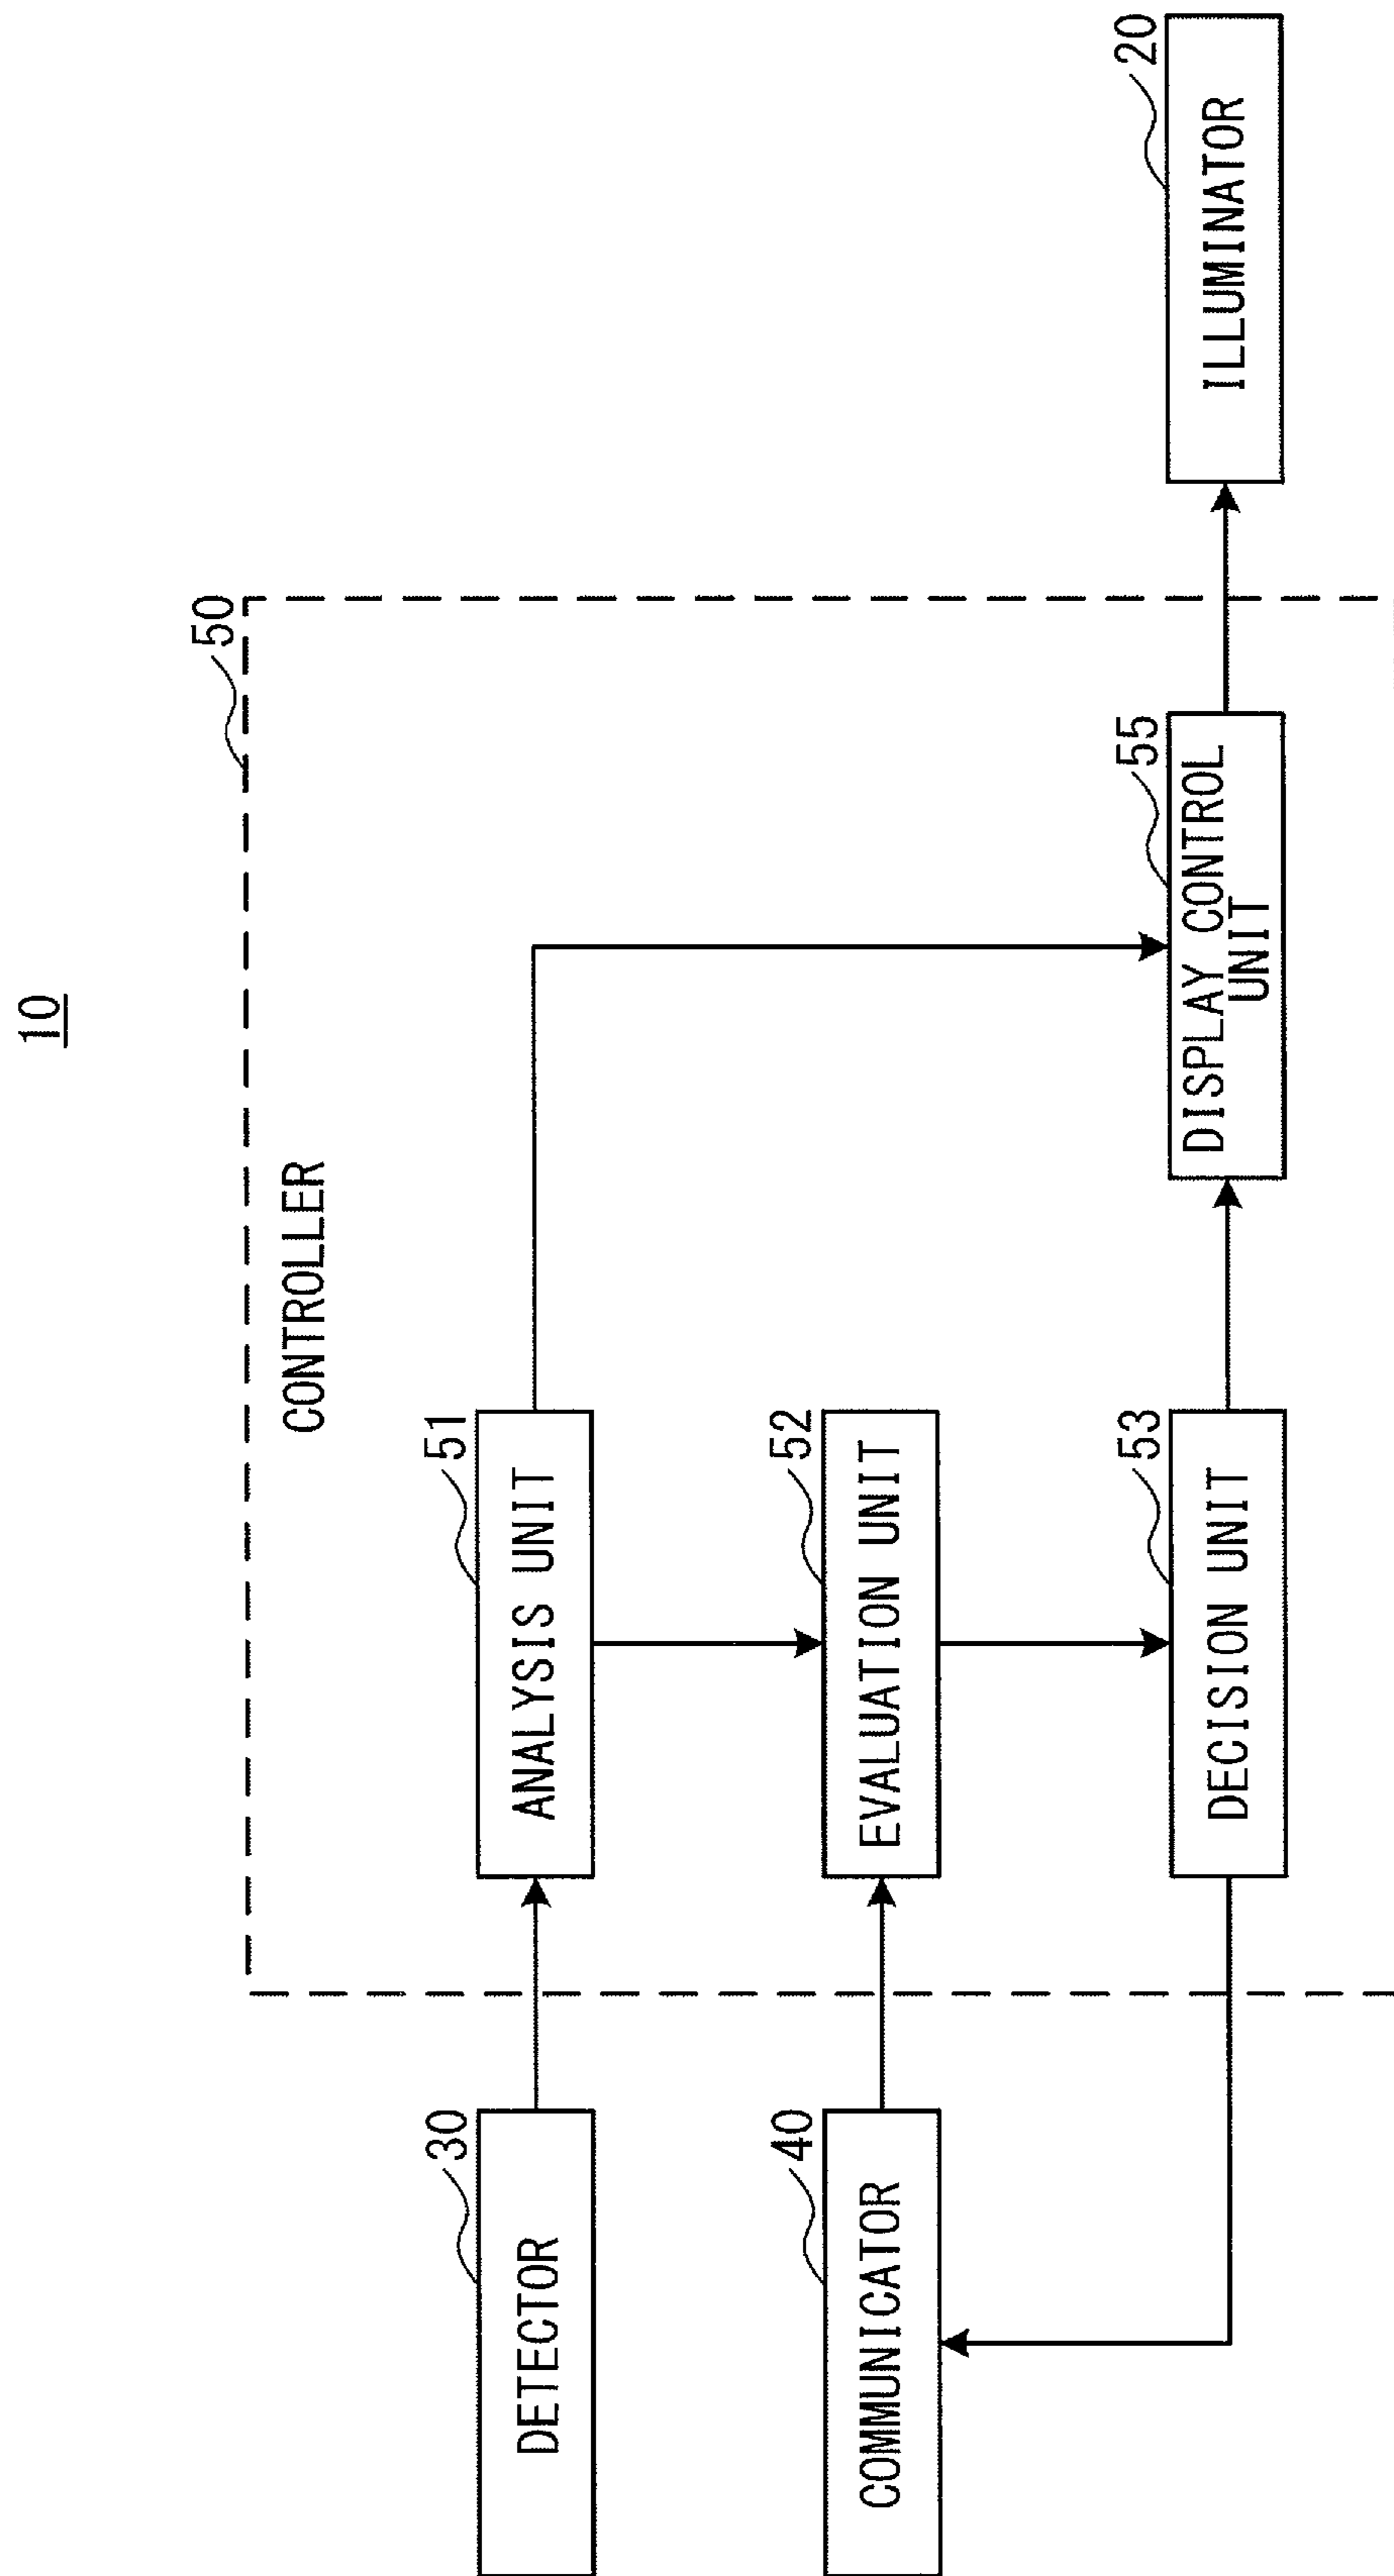 10
50
CONTROLLER
30
DETECTOR
51
ANALYSIS UNIT
40
COMMUNICATOR
52
EVALUATION UNIT
53
DECISION UNIT
55
DISPLAY CONTROL
UNIT
20
ILLUMINATOR